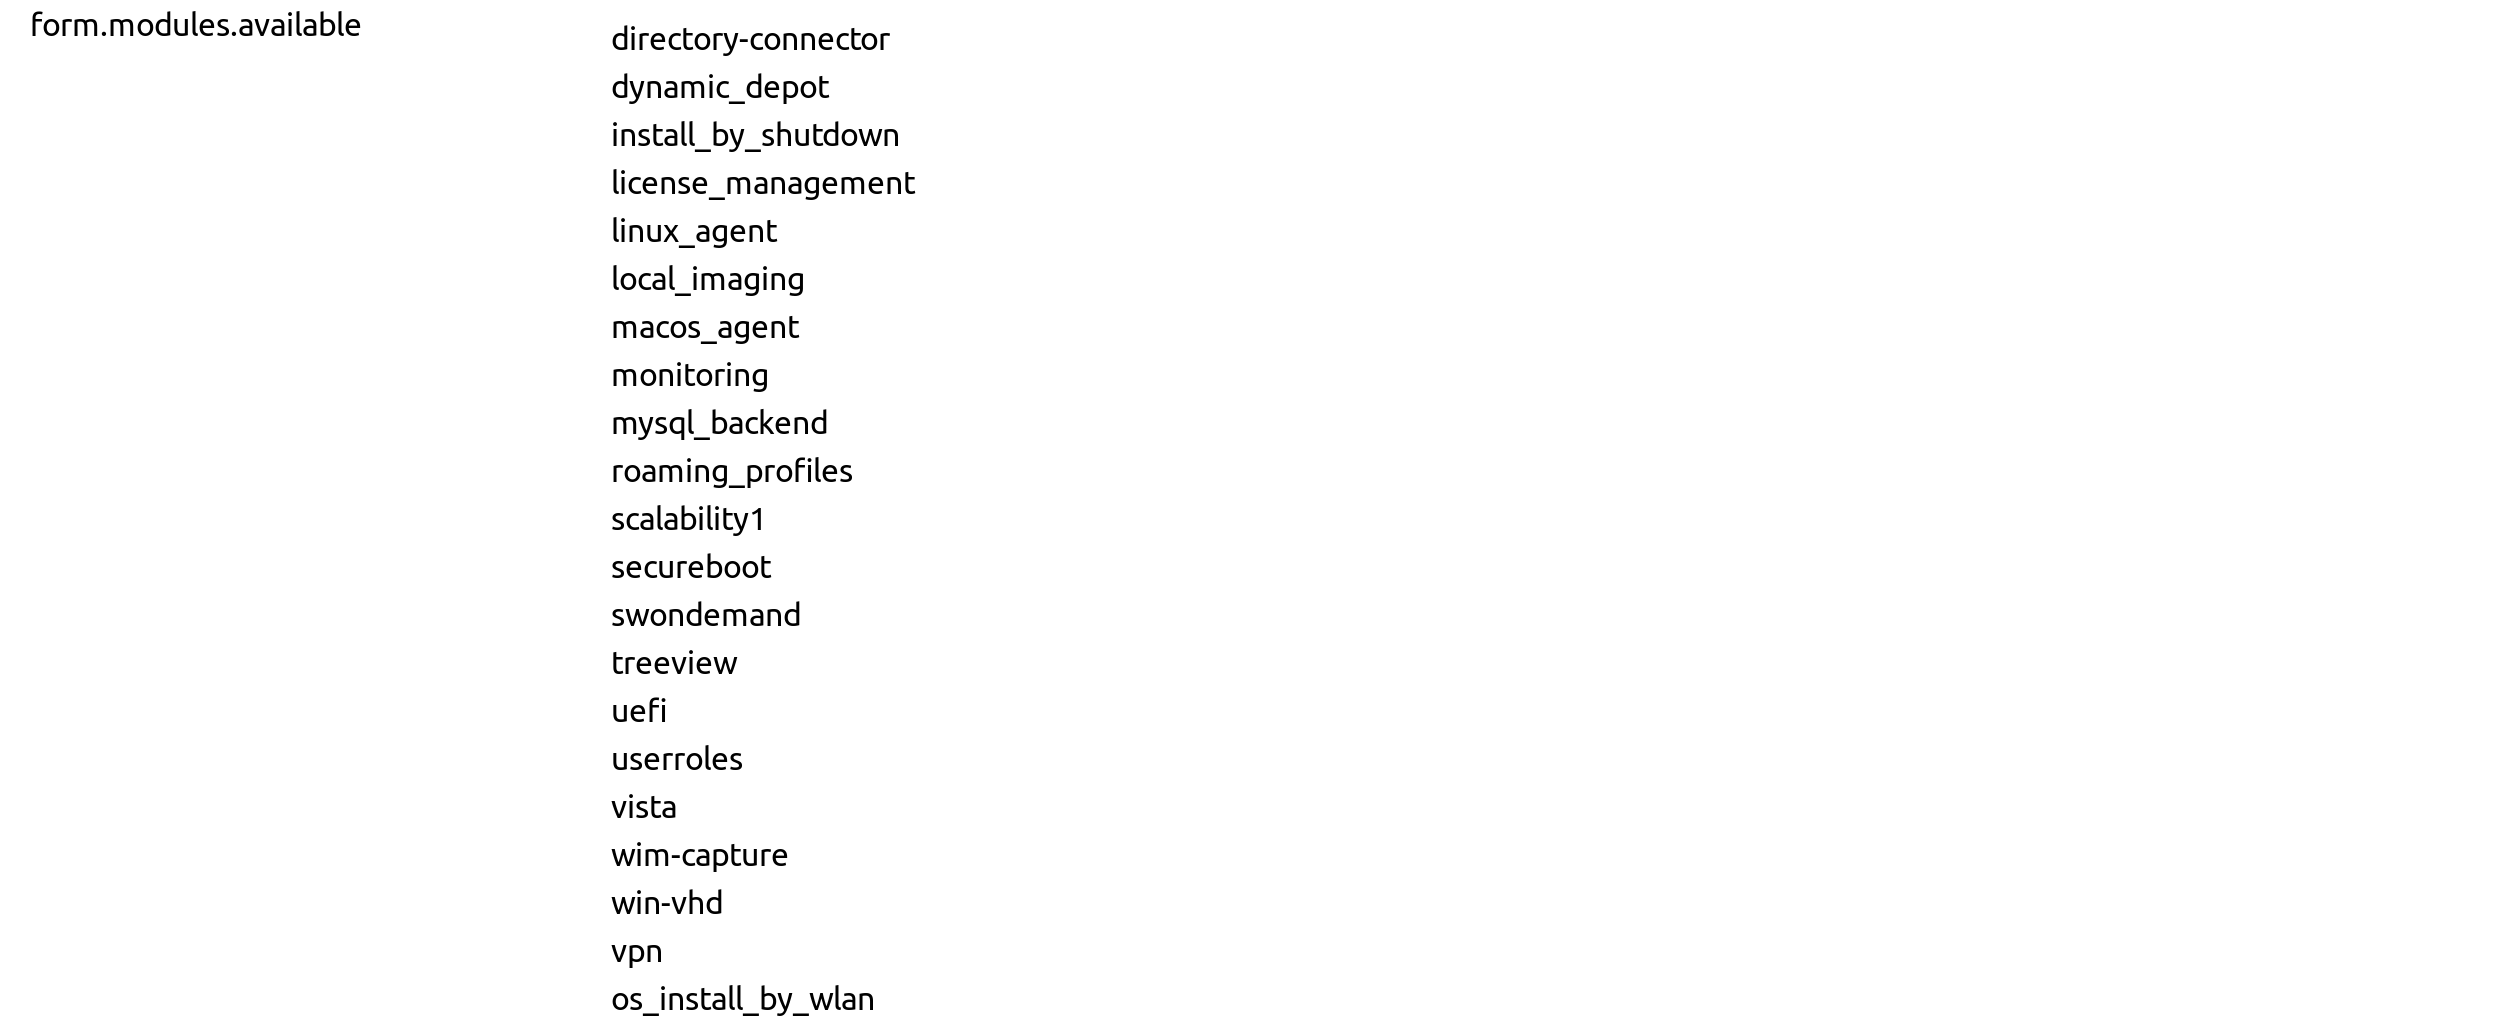 form.modules.available
directory-connector
dynamic_depot
install_by_shutdown
license_management
linux_agent
local_imaging
macos_agent
monitoring
mysql_backend
roaming_profiles
scalability1
secureboot
swondemand
treeview
uefi
userroles
vista
wim-capture
win-vhd
vpn
os_install_by_wlan